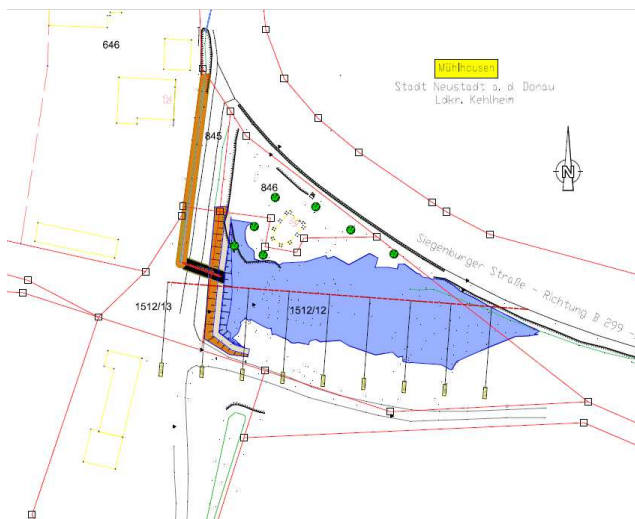 646
Mühlhausen
Stadt Neustadt a. d. Donau
Ldkr. Kehlheim
845
N
846
Siegenburger Straße - Richtung B 299
1512/13
1512/12